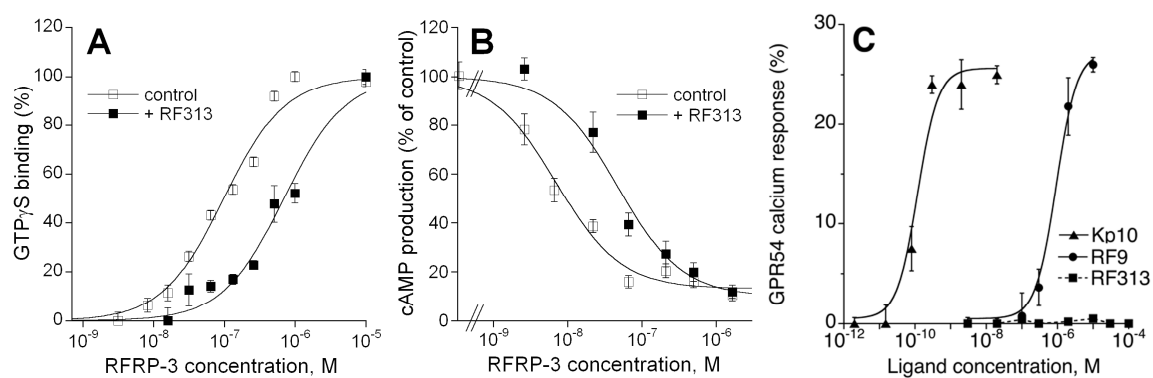 A
120
100
80
60
40
20
0
GTPγS binding (%)
control
+ RF313
10⁻⁹ 10⁻⁸ 10⁻⁷ 10⁻⁶ 10⁻⁵
RFRP-3 concentration, M
B
120
100
80
60
40
20
0
cAMP production (% of control)
control
+ RF313
10⁻⁹ 10⁻⁸ 10⁻⁷ 10⁻⁶
RFRP-3 concentration, M
C
30
20
10
0
GPR54 calcium response (%)
Kp10
RF9
RF313
10⁻¹² 10⁻¹⁰ 10⁻⁸ 10⁻⁶ 10⁻⁴
Ligand concentration, M